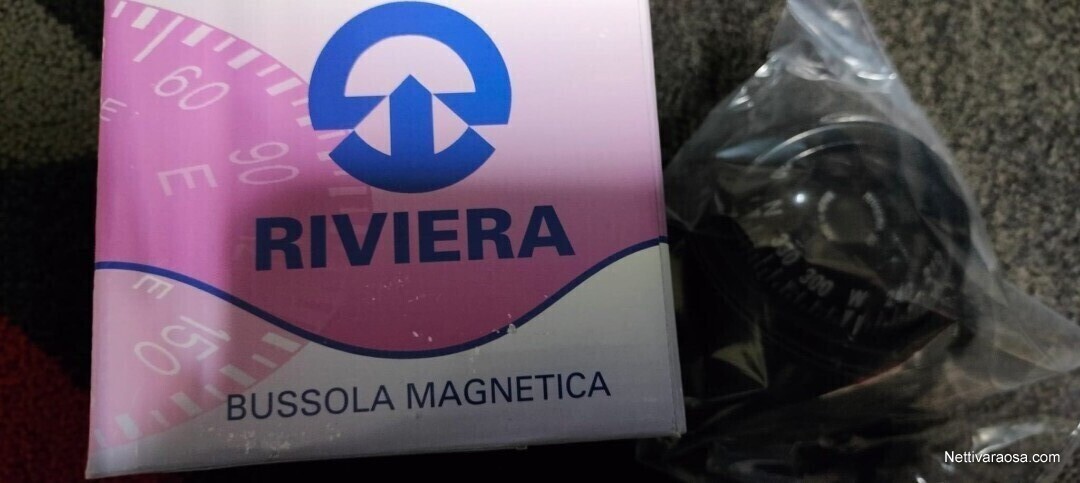 60
E
90
E
RIVIERA
E
150
BUSSOLA MAGNETICA
300 W
Nettivaraosa.com